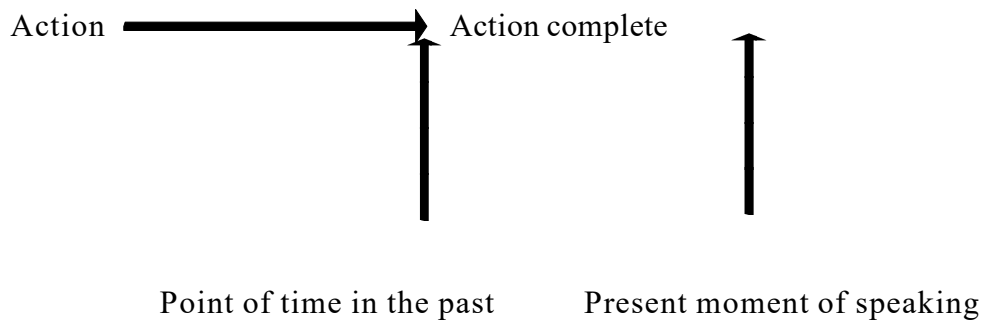 Action Action complete
Point of time in the past Present moment of speaking